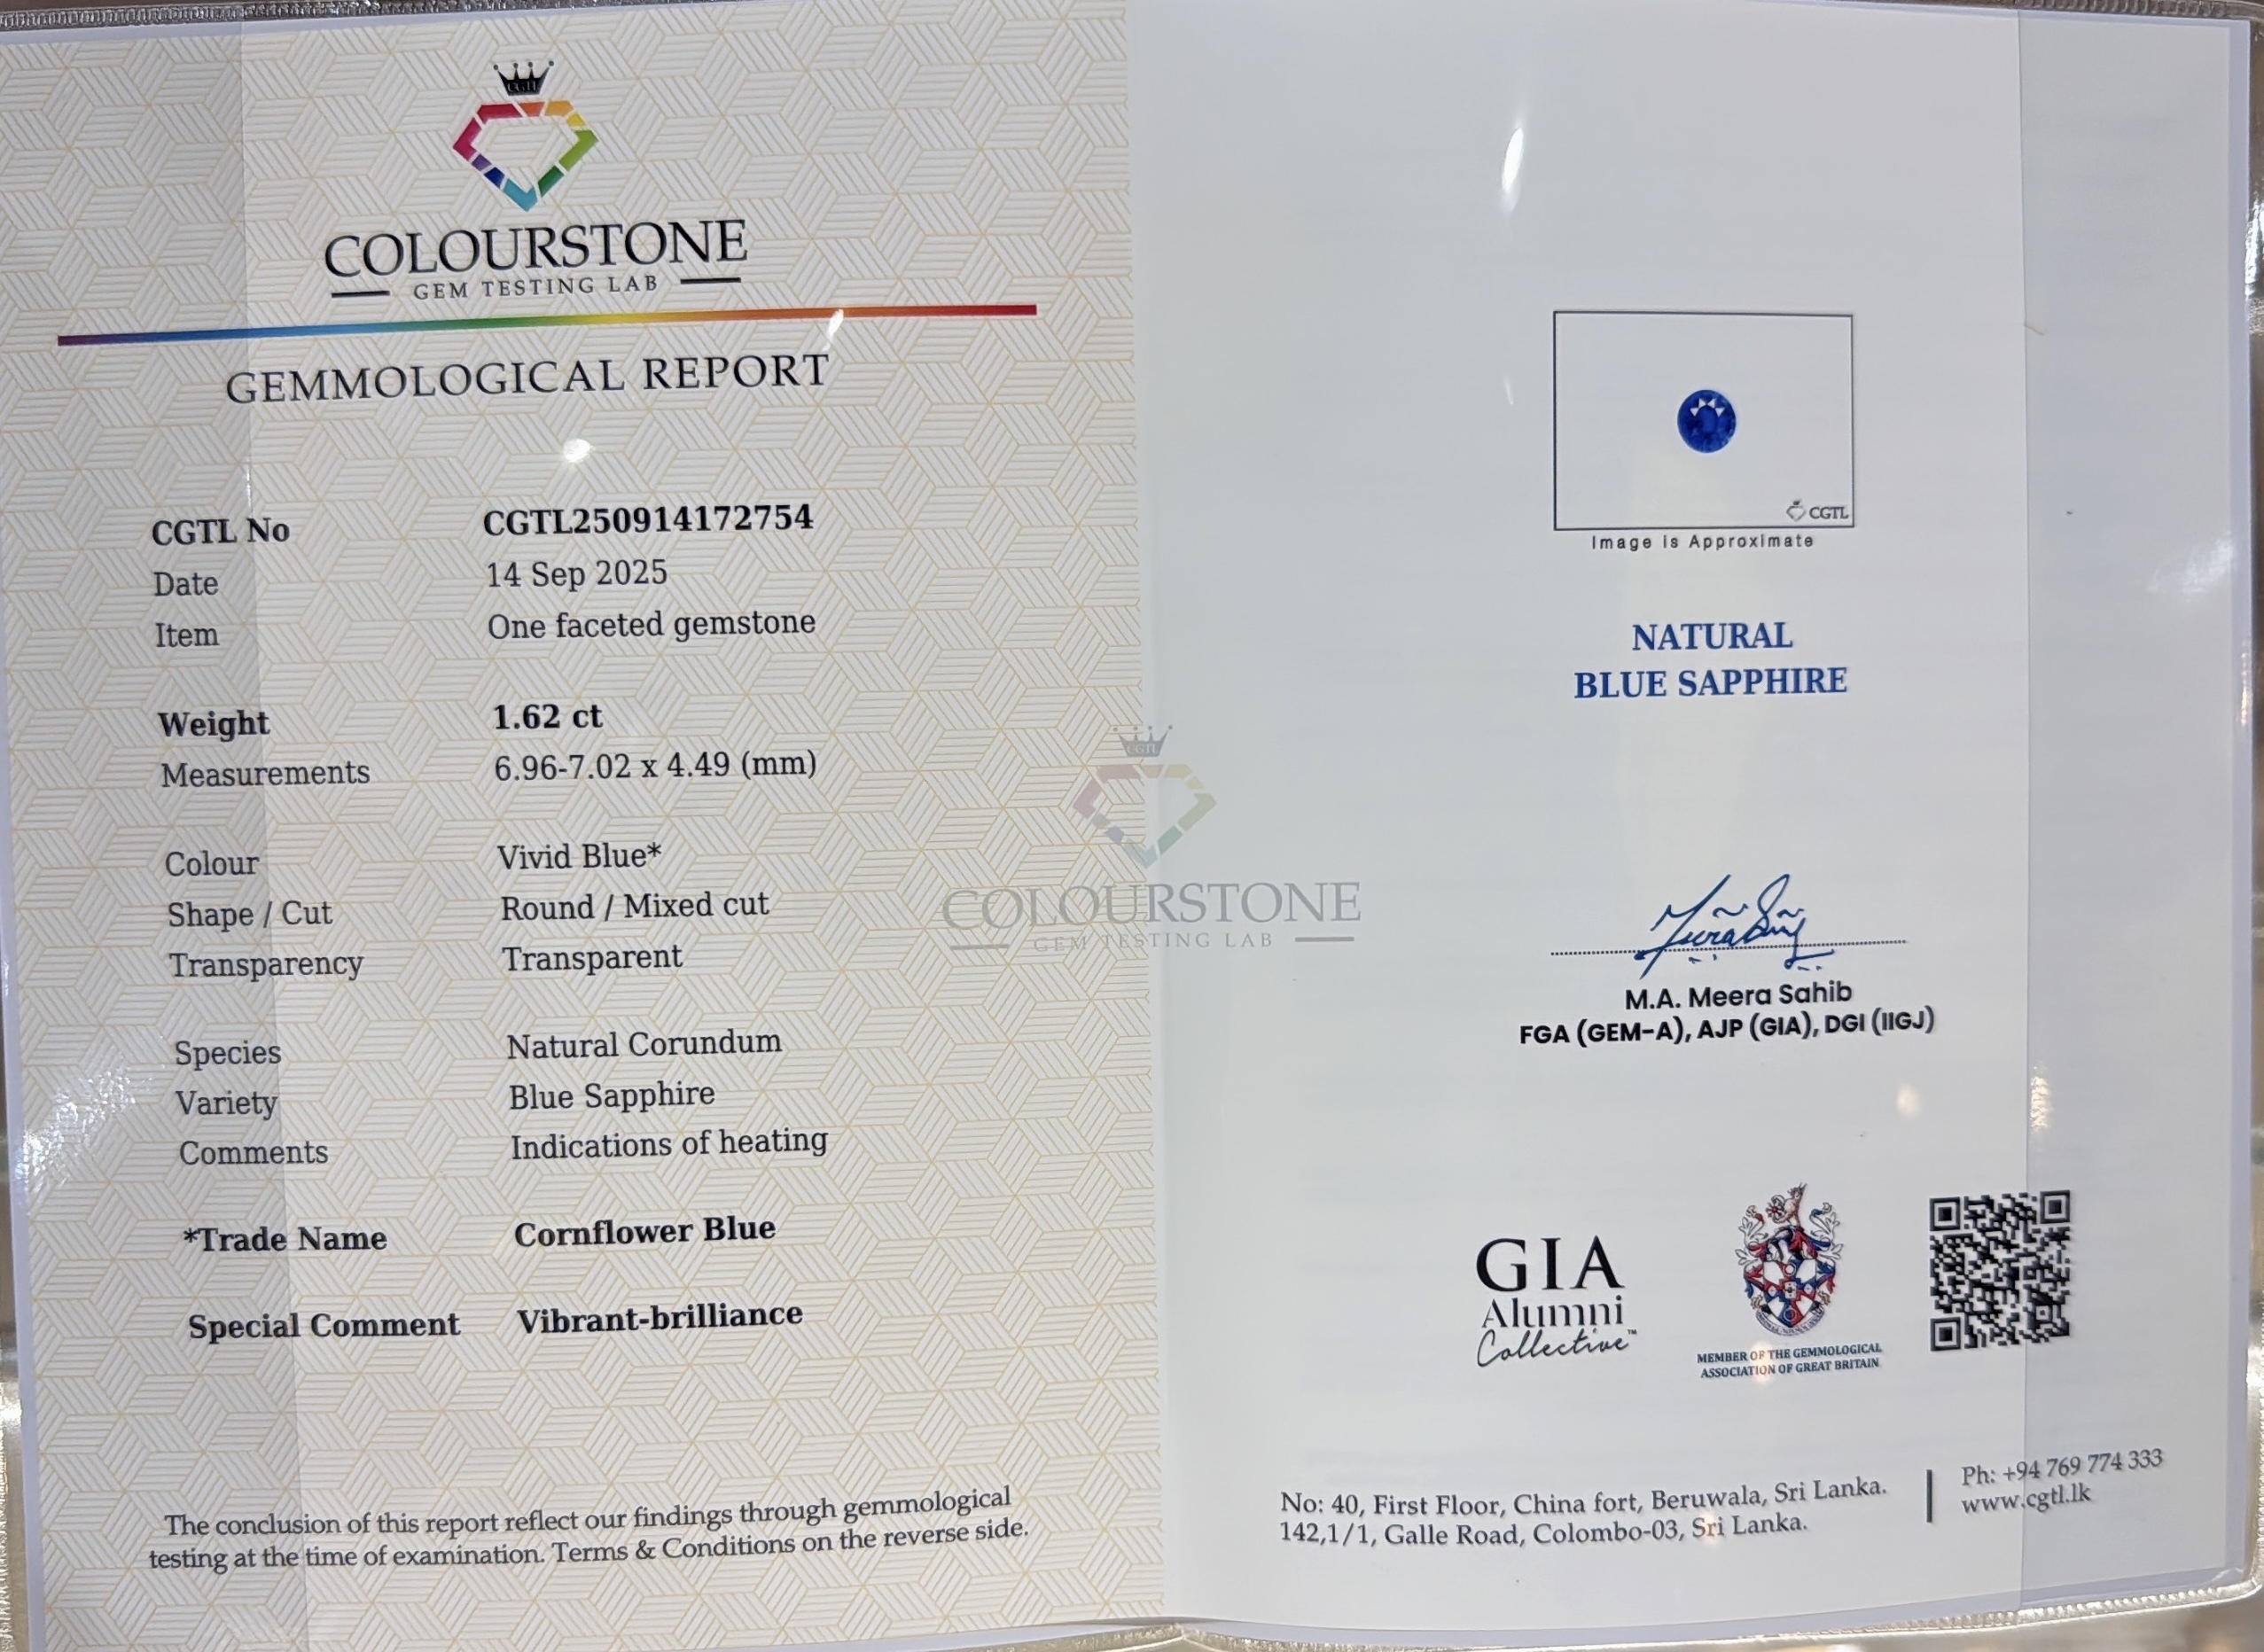 CGTL
COLOURSTONE
GEM TESTING LAB
GEMMOLOGICAL REPORT
CGTL No CGTL250914172754
Date 14 Sep 2025
Item One faceted gemstone
Weight 1.62 ct
Measurements 6.96-7.02 x 4.49 (mm)
Colour Vivid Blue*
Shape / Cut Round / Mixed cut
Transparency Transparent
Species Natural Corundum
Variety Blue Sapphire
Comments Indications of heating
*Trade Name Cornflower Blue
Special Comment Vibrant-brilliance
The conclusion of this report reflect our findings through gemmological
testing at the time of examination. Terms & Conditions on the reverse side.
CGTL
COLOURSTONE
GEM TESTING LAB
CGTL
Image is Approximate
NATURAL
BLUE SAPPHIRE
M.A. Meera Sahib
FGA (GEM-A), AJP (GIA), DGI (IIGJ)
GIA
Alumni
Collective™
MEMBER OF THE GEMMOLOGICAL
ASSOCIATION OF GREAT BRITAIN
No: 40, First Floor, China fort, Beruwala, Sri Lanka.
142,1/1, Galle Road, Colombo-03, Sri Lanka.
Ph: +94 769 774 333
www.cgtl.lk